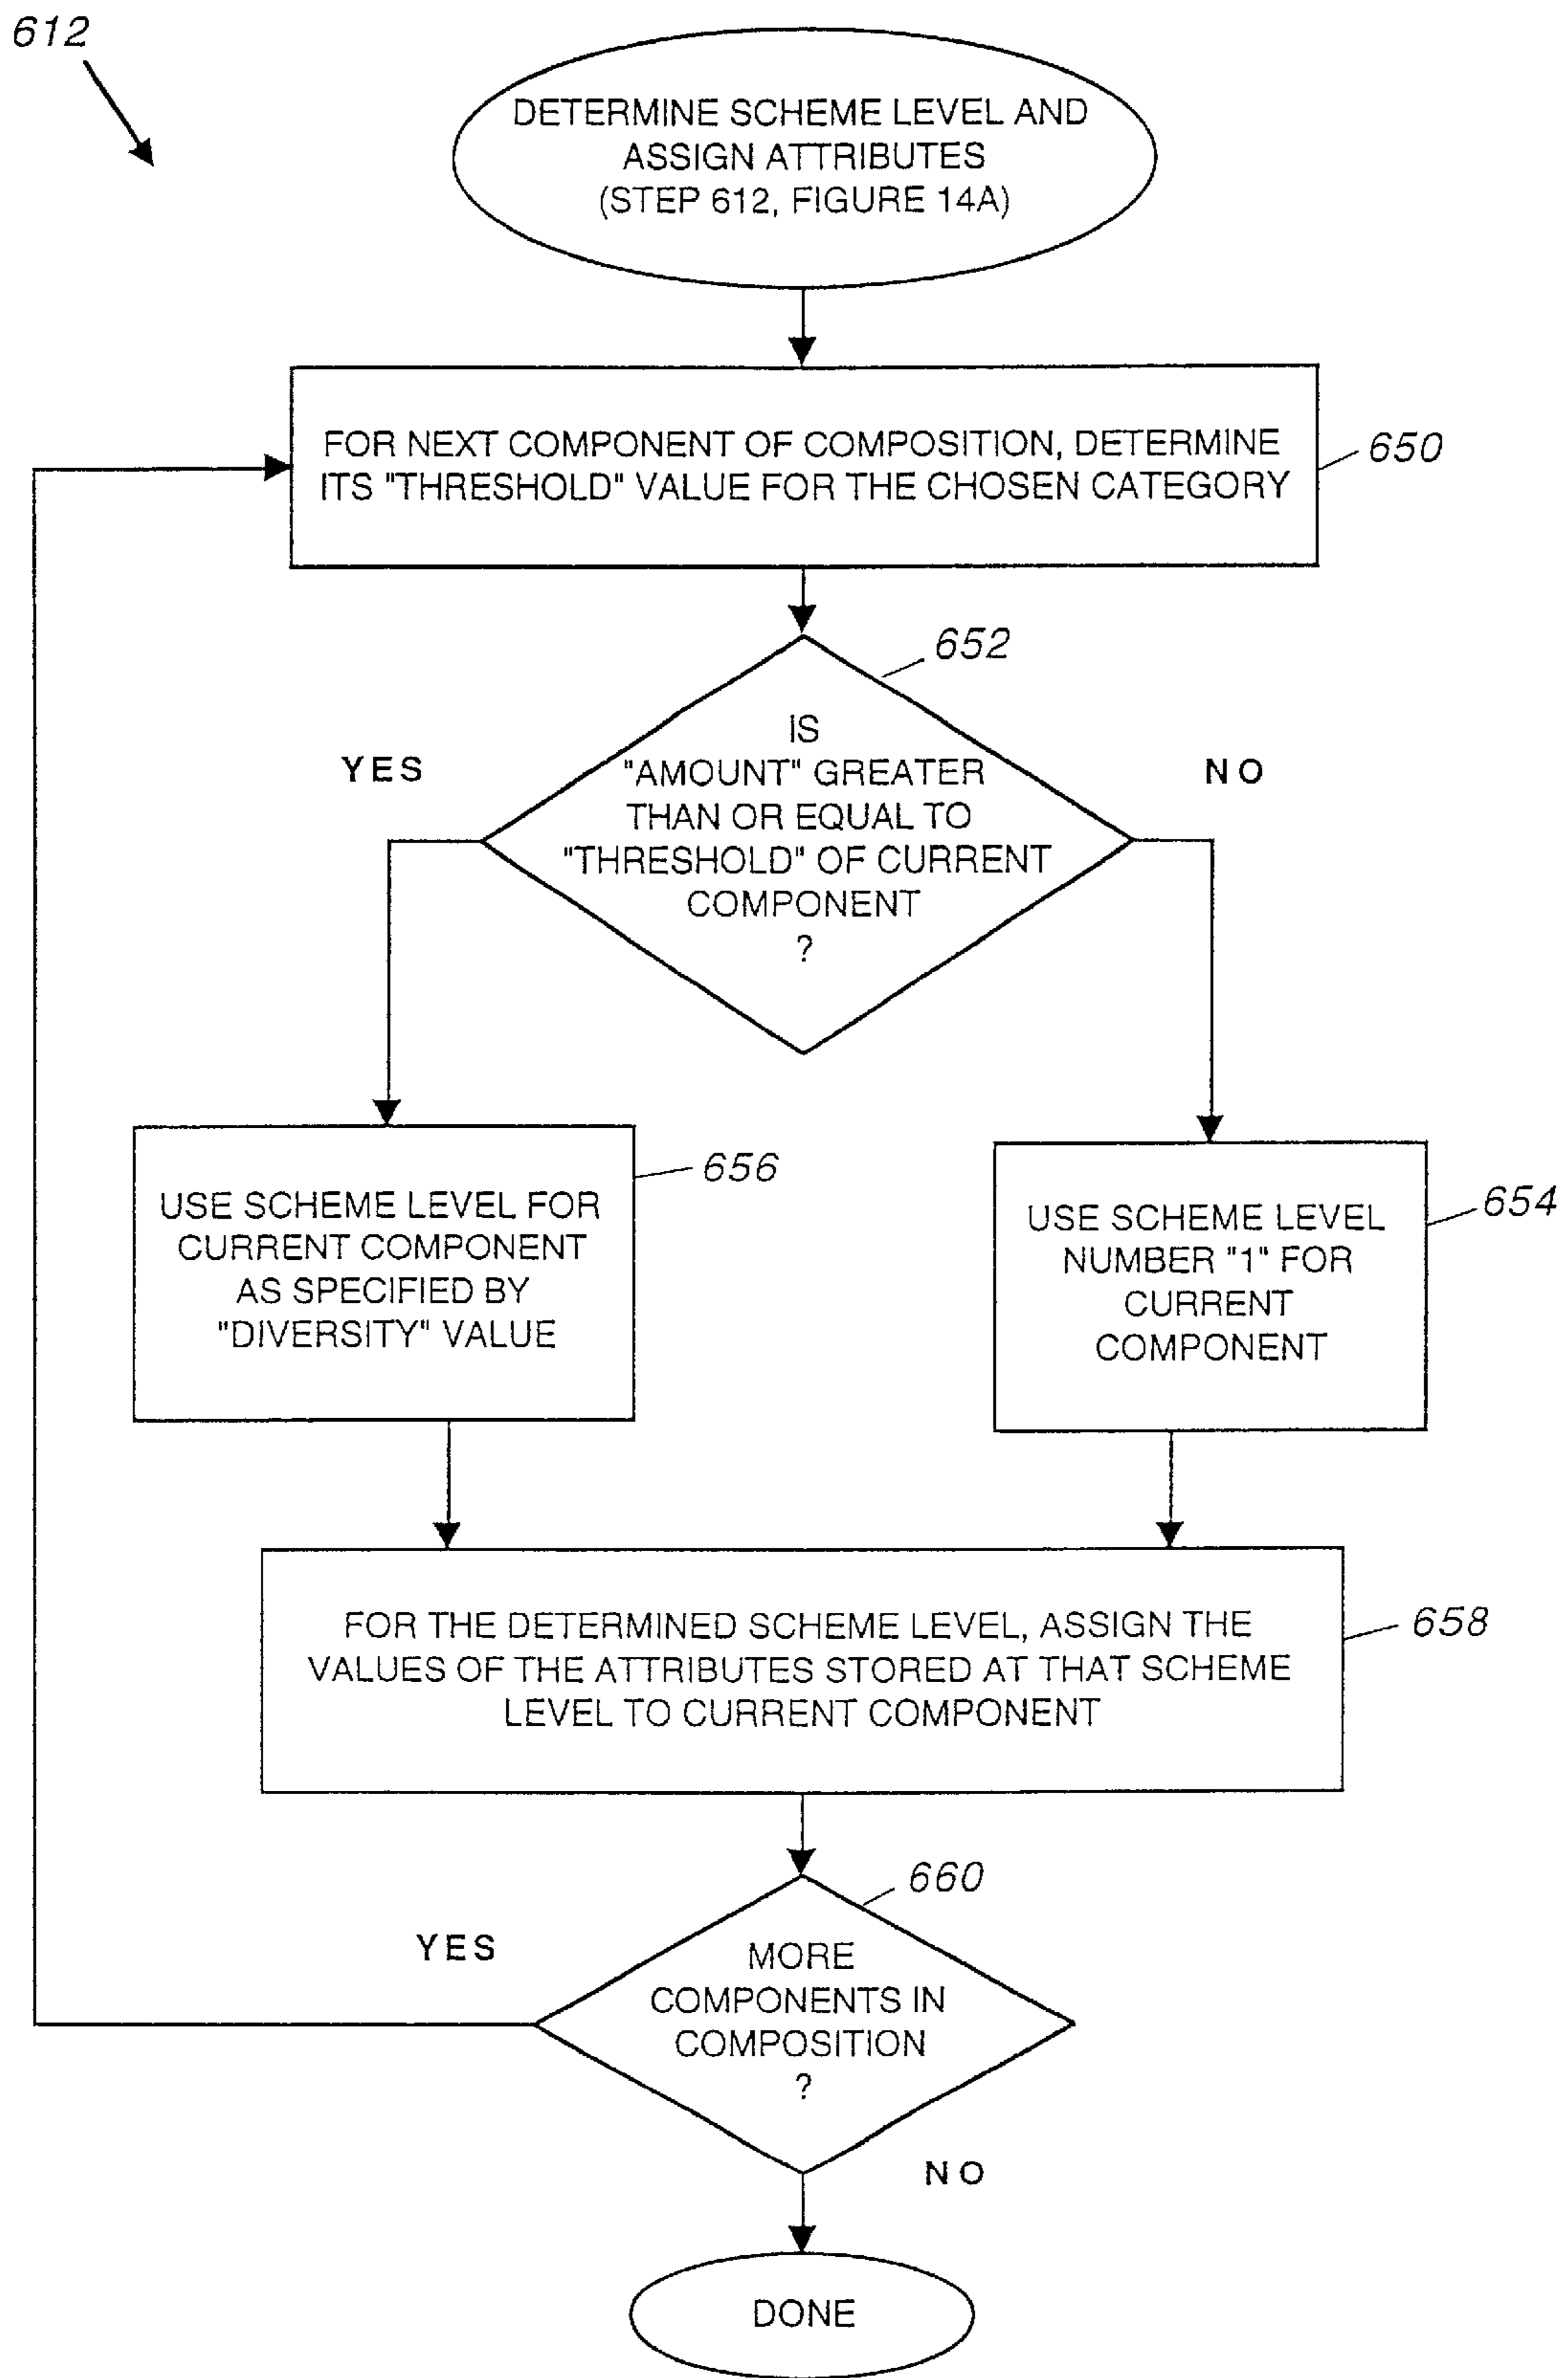 612
DETERMINE SCHEME LEVEL AND
ASSIGN ATTRIBUTES
(STEP 612, FIGURE 14A)
FOR NEXT COMPONENT OF COMPOSITION, DETERMINE
ITS "THRESHOLD" VALUE FOR THE CHOSEN CATEGORY
650
652
IS
"AMOUNT" GREATER
THAN OR EQUAL TO
"THRESHOLD" OF CURRENT
COMPONENT
?
YES
NO
USE SCHEME LEVEL FOR
CURRENT COMPONENT
AS SPECIFIED BY
"DIVERSITY" VALUE
656
USE SCHEME LEVEL
NUMBER "1" FOR
CURRENT
COMPONENT
654
FOR THE DETERMINED SCHEME LEVEL, ASSIGN THE
VALUES OF THE ATTRIBUTES STORED AT THAT SCHEME
LEVEL TO CURRENT COMPONENT
658
660
YES
MORE
COMPONENTS IN
COMPOSITION
?
NO
DONE